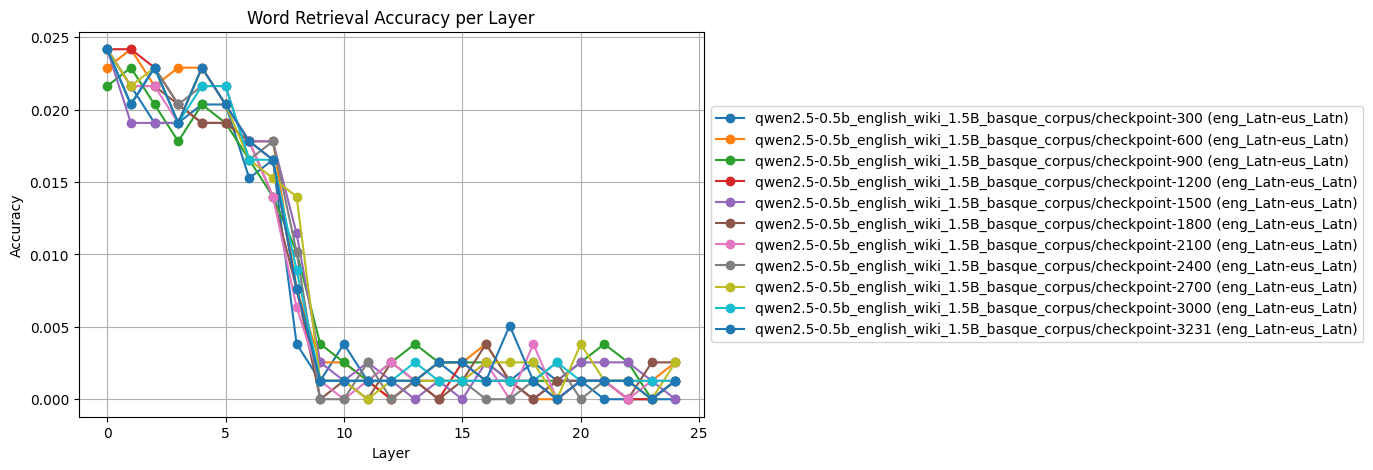 Word Retrieval Accuracy per Layer
Accuracy
0.025
0.020
0.015
0.010
0.005
0.000
0
5
10
15
20
25
Layer
qwen2.5-0.5b_english_wiki_1.5B_basque_corpus/checkpoint-300 (eng_Latn-eus_Latn)
qwen2.5-0.5b_english_wiki_1.5B_basque_corpus/checkpoint-600 (eng_Latn-eus_Latn)
qwen2.5-0.5b_english_wiki_1.5B_basque_corpus/checkpoint-900 (eng_Latn-eus_Latn)
qwen2.5-0.5b_english_wiki_1.5B_basque_corpus/checkpoint-1200 (eng_Latn-eus_Latn)
qwen2.5-0.5b_english_wiki_1.5B_basque_corpus/checkpoint-1500 (eng_Latn-eus_Latn)
qwen2.5-0.5b_english_wiki_1.5B_basque_corpus/checkpoint-1800 (eng_Latn-eus_Latn)
qwen2.5-0.5b_english_wiki_1.5B_basque_corpus/checkpoint-2100 (eng_Latn-eus_Latn)
qwen2.5-0.5b_english_wiki_1.5B_basque_corpus/checkpoint-2400 (eng_Latn-eus_Latn)
qwen2.5-0.5b_english_wiki_1.5B_basque_corpus/checkpoint-2700 (eng_Latn-eus_Latn)
qwen2.5-0.5b_english_wiki_1.5B_basque_corpus/checkpoint-3000 (eng_Latn-eus_Latn)
qwen2.5-0.5b_english_wiki_1.5B_basque_corpus/checkpoint-3231 (eng_Latn-eus_Latn)